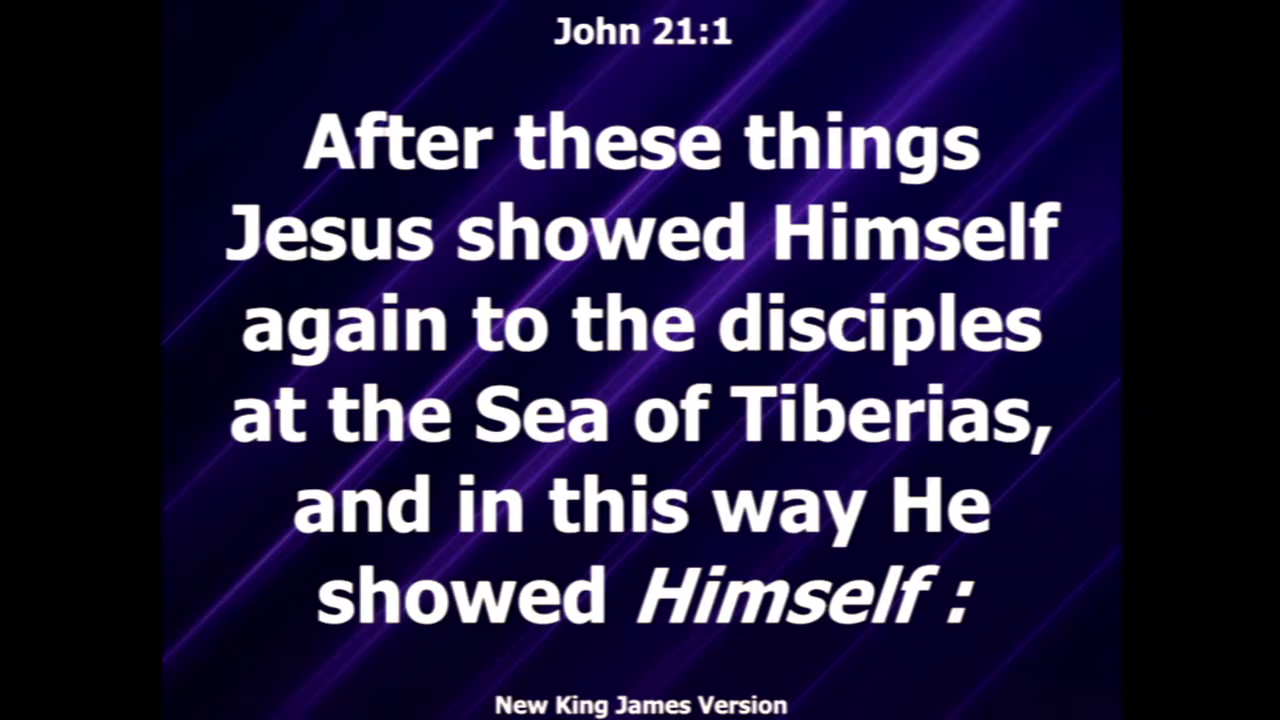 John 21:1
After these things
Jesus showed Himself
again to the disciples
at the Sea of Tiberias,
and in this way He
showed Himself :
New King James Version